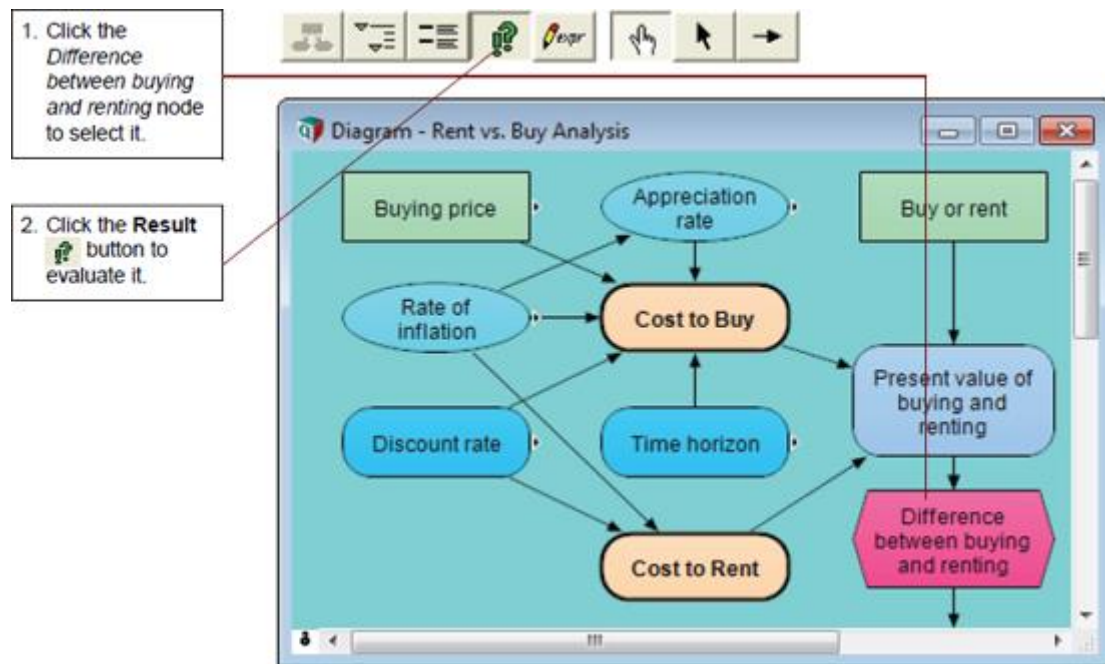 1. Click the
Difference
between buying
and renting node
to select it.
expr
Diagram - Rent vs. Buy Analysis
2. Click the Result
button to
evaluate it.
Buying price
Appreciation
rate
Buy or rent
Rate of
inflation
Cost to Buy
Present value of
buying and
renting
Discount rate
Time horizon
Difference
between buying
and renting
Cost to Rent